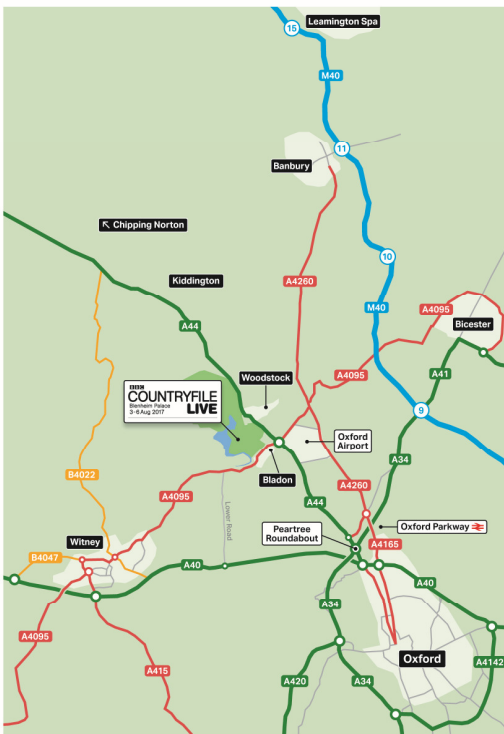 Leamington Spa
15
M40
11
Banbury
Chipping Norton
10
Kiddington
A4260
M40
A4095
Bicester
A44
A41
A4095
Woodstock
BBC
COUNTRYFILE
Blenheim Palace
3-6 Aug 2017
LIVE
9
Oxford
Airport
A34
Bladon
B4022
A4095
A4260
A44
Lower Road
Oxford Parkway
Peartree
Roundabout
Witney
A4165
B4047
A40
A40
A34
A4095
A415
Oxford
A4142
A420
A34